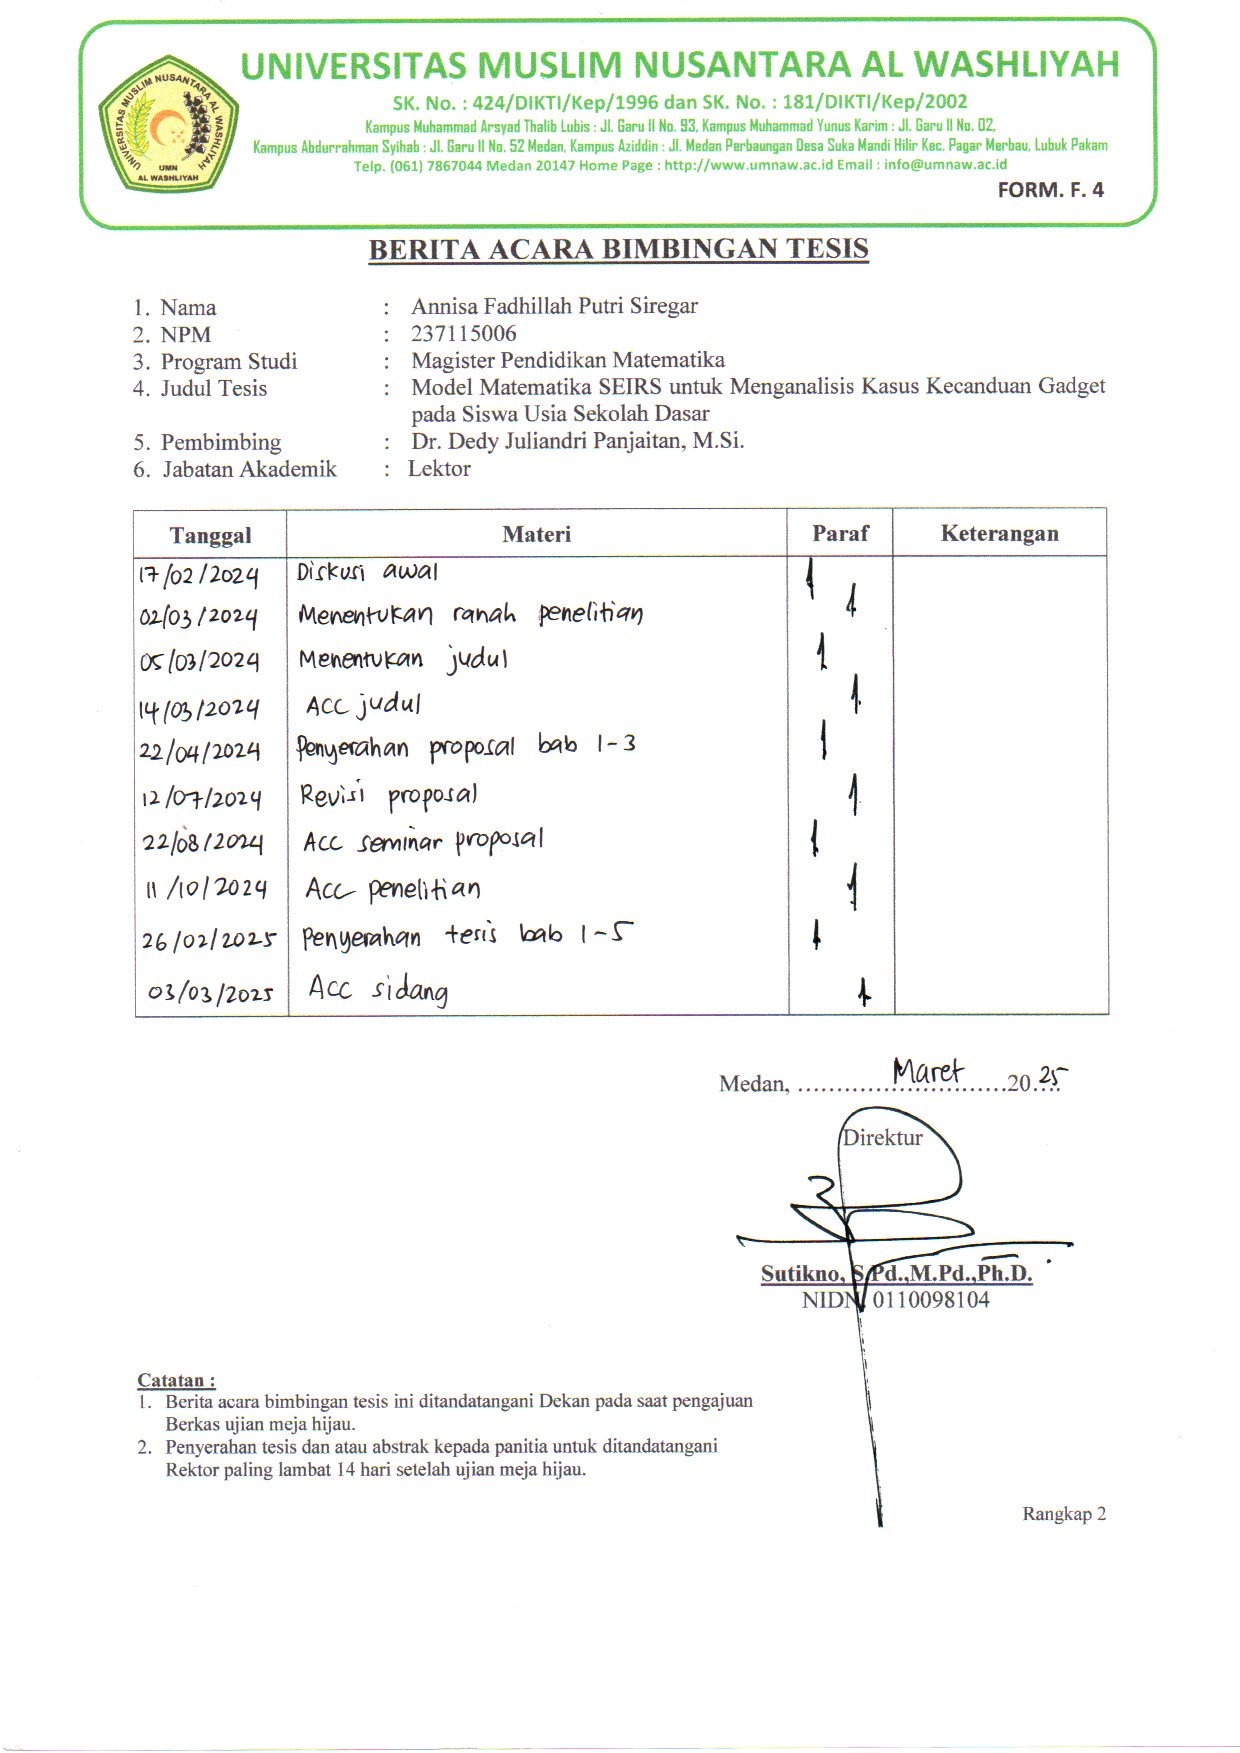 UNIVERSITAS MUSLIM NUSANTARA AL WASHLIYAH
UMN
AL WASHLIYAH
UNIVERSITAS MUSLIM NUSANTARA AL WASHLIYAH
SK. No. : 424/DIKTI/Kep/1996 dan SK. No. : 181/DIKTI/Kep/2002
Kampus Muhammad Arsyad Thalib Lubis : Jl. Garu II No. 93, Kampus Muhammad Yunus Karim : Jl. Garu II No. 02,
Kampus Abdurrahman Syihab : Jl. Garu II No. 52 Medan, Kampus Aziddin : Jl. Medan Perbaungan Desa Suka Mandi Hilir Kec. Pagar Merbau, Lubuk Pakam
Telp. (061) 7867044 Medan 20147 Home Page : http://www.umnaw.ac.id Email : info@umnaw.ac.id
FORM. F. 4
BERITA ACARA BIMBINGAN TESIS
1. Nama : Annisa Fadhillah Putri Siregar
2. NPM : 237115006
3. Program Studi : Magister Pendidikan Matematika
4. Judul Tesis : Model Matematika SEIRS untuk Menganalisis Kasus Kecanduan Gadget
pada Siswa Usia Sekolah Dasar
5. Pembimbing : Dr. Dedy Juliandri Panjaitan, M.Si.
6. Jabatan Akademik : Lektor
Tanggal Materi Paraf Keterangan
17/02/2024 Diskusi awal
02/03/2024 Menentukan ranah penelitian
05/03/2024 Menentukan judul
14/03/2024 ACC judul
22/04/2024 Penyerahan proposal bab 1-3
12/07/2024 Revisi proposal
22/08/2024 Acc seminar proposal
11/10/2024 Acc penelitian
26/02/2025 Penyerahan tesis bab 1-5
03/03/2025 Acc sidang
Medan, ........Maret........2025
Direktur
Sutikno, S.Pd.,M.Pd.,Ph.D.
NIDN 0110098104
Catatan :
1. Berita acara bimbingan tesis ini ditandatangani Dekan pada saat pengajuan
Berkas ujian meja hijau.
2. Penyerahan tesis dan atau abstrak kepada panitia untuk ditandatangani
Rektor paling lambat 14 hari setelah ujian meja hijau.
Rangkap 2